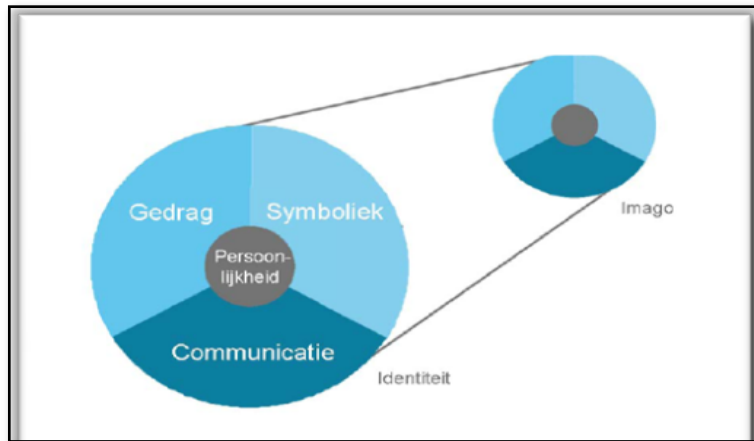 Gedrag
Symboliek
Persoon-
lijkheid
Communicatie
Identiteit
Imago